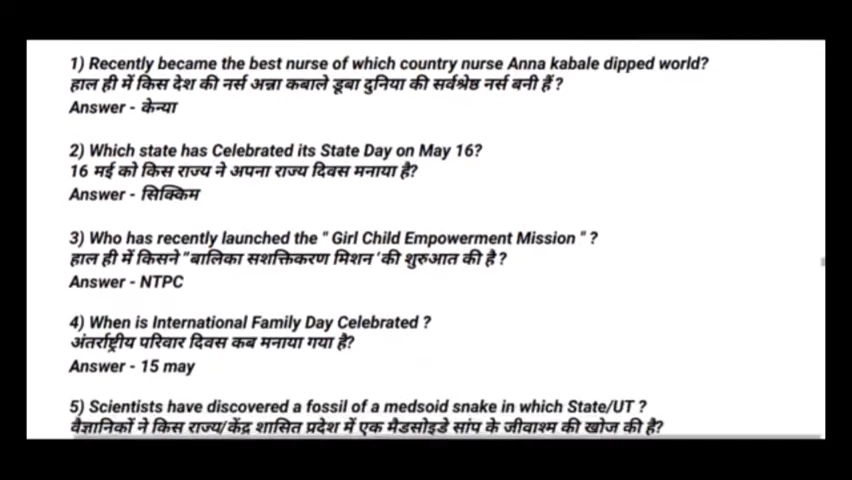 1) Recently became the best nurse of which country nurse Anna kabale dipped world?
हाल ही में किस देश की नर्स अन्ना कबाले डूबा दुनिया की सर्वश्रेष्ठ नर्स बनी हैं ?
Answer - केन्या
2) Which state has Celebrated its State Day on May 16?
16 मई को किस राज्य ने अपना राज्य दिवस मनाया है?
Answer - सिक्किम
3) Who has recently launched the " Girl Child Empowerment Mission " ?
हाल ही में किसने "बालिका सशक्तिकरण मिशन 'की शुरुआत की है ?
Answer - NTPC
4) When is International Family Day Celebrated ?
अंतर्राष्ट्रीय परिवार दिवस कब मनाया गया है?
Answer - 15 may
5) Scientists have discovered a fossil of a medsoid snake in which State/UT ?
वैज्ञानिकों ने किस राज्य/केंद्र शासित प्रदेश में एक मैडसोइडे सांप के जीवाश्म की खोज की है?